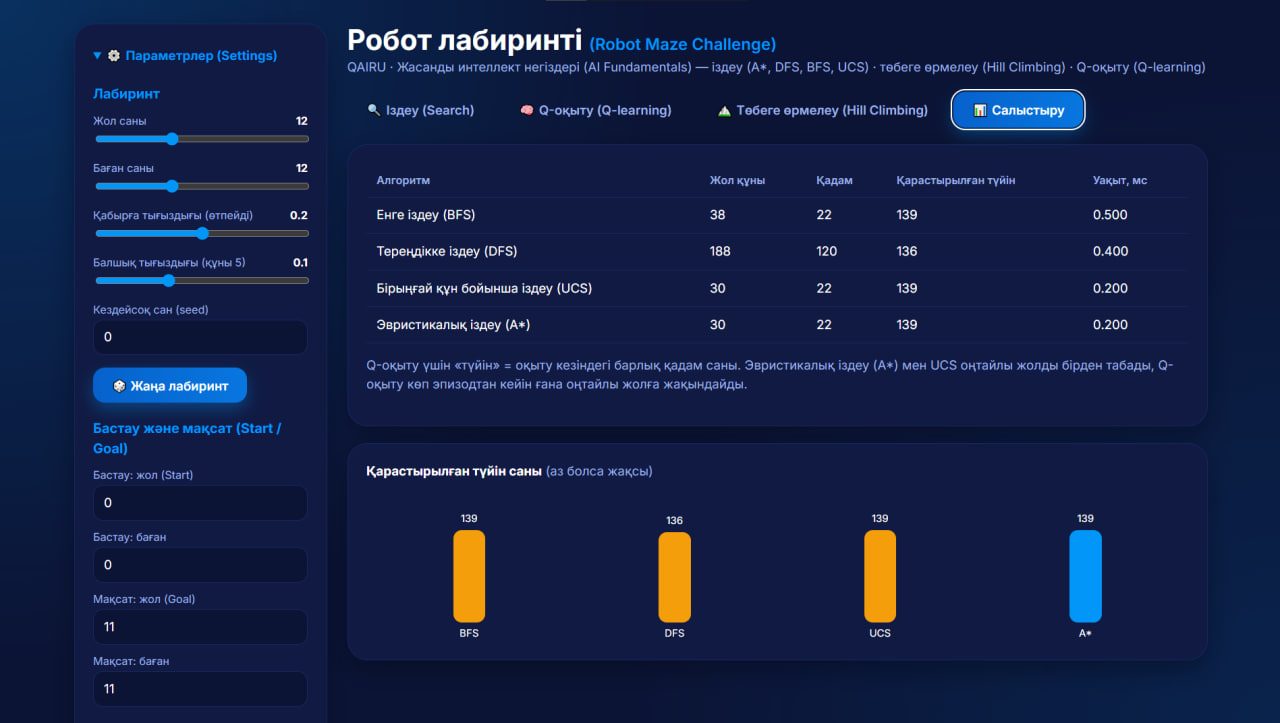 ▼ ⚙️ Параметрлер (Settings)
Лабиринт
Жол саны 12
Баған саны 12
Қабырға тығыздығы (өтпейді) 0.2
Балшық тығыздығы (құны 5) 0.1
Кездейсоқ сан (seed)
0
🎲 Жаңа лабиринт
Бастау және мақсат (Start /
Goal)
Бастау: жол (Start)
0
Бастау: баған
0
Мақсат: жол (Goal)
11
Мақсат: баған
11
Робот лабиринті (Robot Maze Challenge)
QAIRU · Жасанды интеллект негіздері (AI Fundamentals) — іздеу (A*, DFS, BFS, UCS) · төбеге өрмелеу (Hill Climbing) · Q-оқыту (Q-learning)
🔍 Іздеу (Search) 🧠 Q-оқыту (Q-learning) ⛰️ Төбеге өрмелеу (Hill Climbing) 📊 Салыстыру
Алгоритм Жол құны Қадам Қарастырылған түйін Уақыт, мс
Енге іздеу (BFS) 38 22 139 0.500
Тереңдікке іздеу (DFS) 188 120 136 0.400
Бірыңғай құн бойынша іздеу (UCS) 30 22 139 0.200
Эвристикалық іздеу (A*) 30 22 139 0.200
Q-оқыту үшін «түйін» = оқыту кезіндегі барлық қадам саны. Эвристикалық іздеу (A*) мен UCS оңтайлы жолды бірден табады, Q-
оқыту көп эпизодтан кейін ғана оңтайлы жолға жақындайды.
Қарастырылған түйін саны (аз болса жақсы)
139 136 139 139
BFS DFS UCS A*